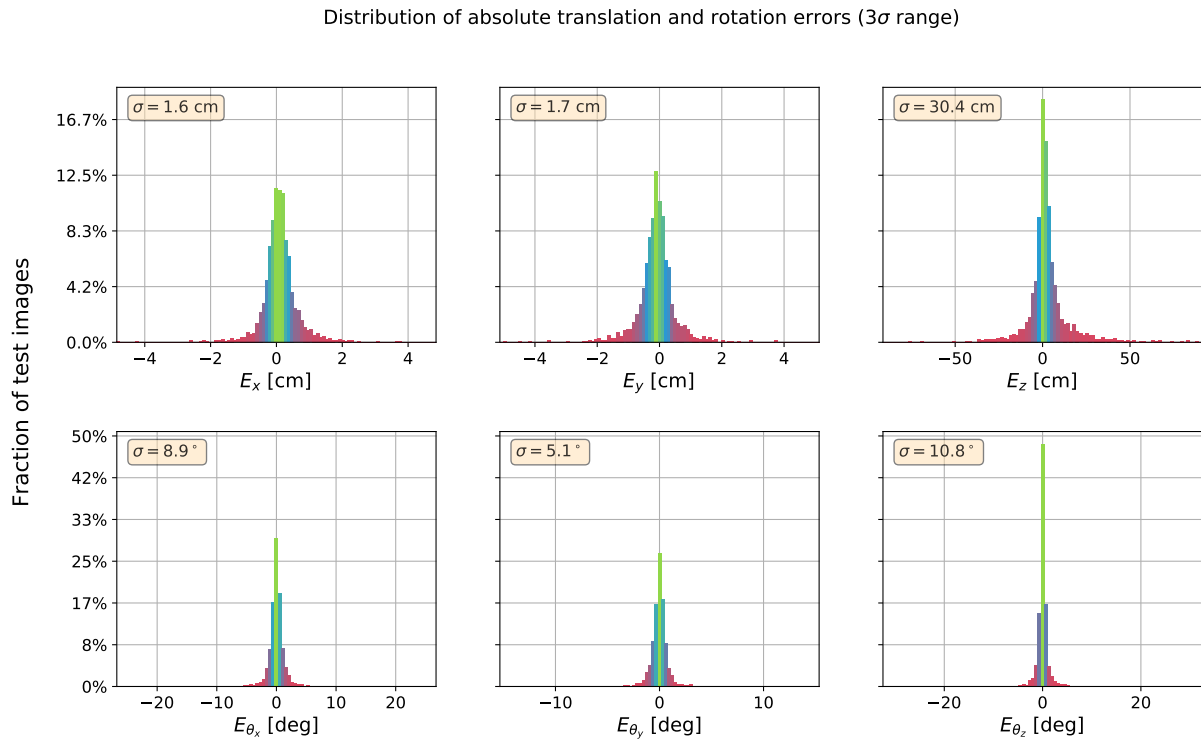 Distribution of absolute translation and rotation errors (3σ range)
Fraction of test images
σ = 1.6 cm
16.7%
12.5%
8.3%
4.2%
0.0%
−4 −2 0 2 4
E_x [cm]
σ = 1.7 cm
−4 −2 0 2 4
E_y [cm]
σ = 30.4 cm
−50 0 50
E_z [cm]
σ = 8.9°
50%
42%
33%
25%
17%
8%
0%
−20 −10 0 10 20
E_θx [deg]
σ = 5.1°
−10 0 10
E_θy [deg]
σ = 10.8°
−20 0 20
E_θz [deg]